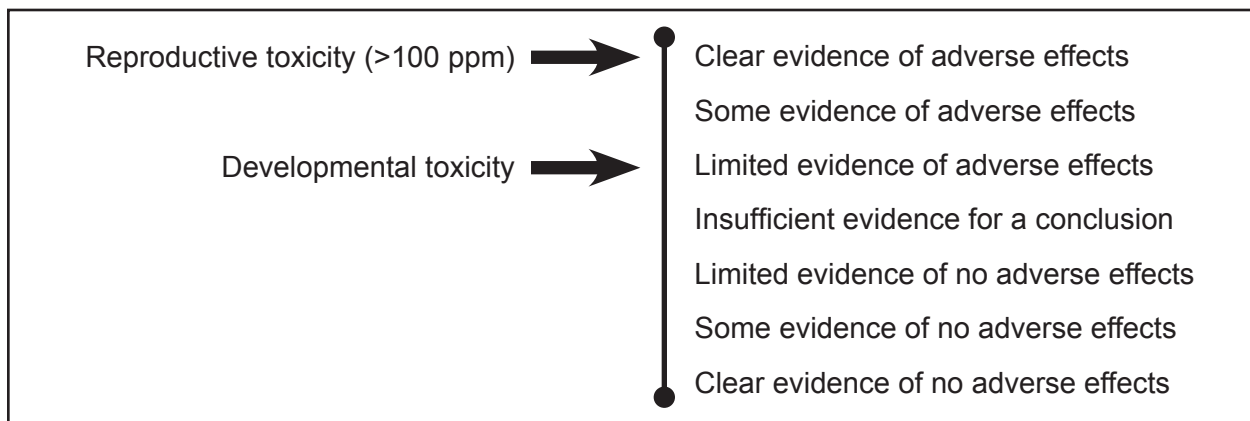 Reproductive toxicity (>100 ppm)
Clear evidence of adverse effects
Some evidence of adverse effects
Developmental toxicity
Limited evidence of adverse effects
Insufficient evidence for a conclusion
Limited evidence of no adverse effects
Some evidence of no adverse effects
Clear evidence of no adverse effects